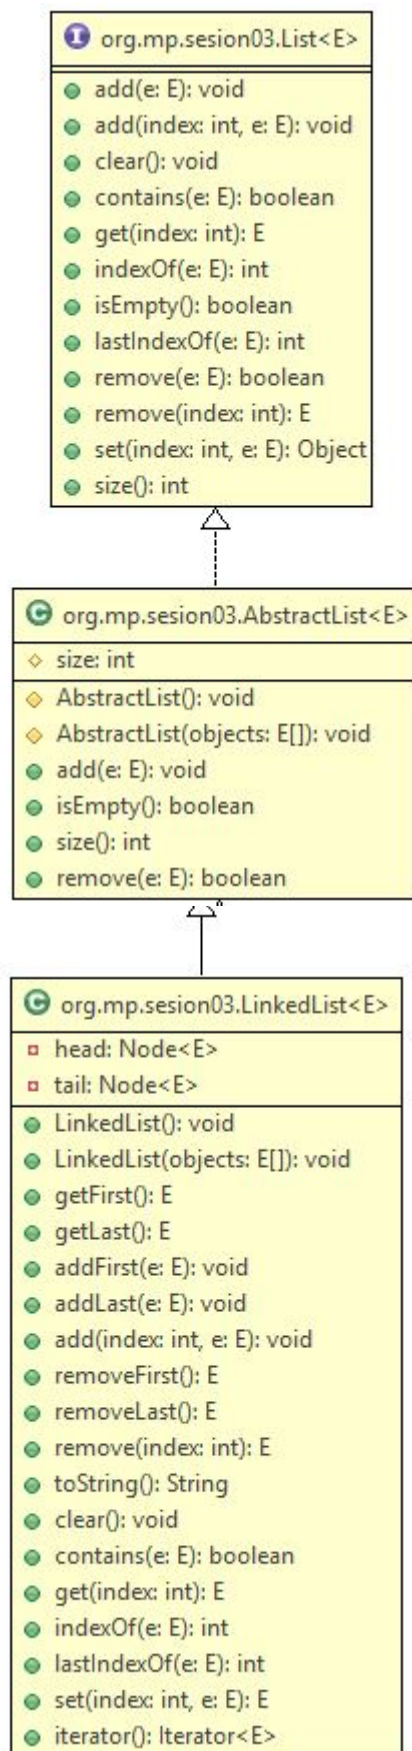 I org.mp.sesion03.List<E>
add(e: E): void
add(index: int, e: E): void
clear(): void
contains(e: E): boolean
get(index: int): E
indexOf(e: E): int
isEmpty(): boolean
lastIndexOf(e: E): int
remove(e: E): boolean
remove(index: int): E
set(index: int, e: E): Object
size(): int
C org.mp.sesion03.AbstractList<E>
size: int
AbstractList(): void
AbstractList(objects: E[]): void
add(e: E): void
isEmpty(): boolean
size(): int
remove(e: E): boolean
C org.mp.sesion03.LinkedList<E>
head: Node<E>
tail: Node<E>
LinkedList(): void
LinkedList(objects: E[]): void
getFirst(): E
getLast(): E
addFirst(e: E): void
addLast(e: E): void
add(index: int, e: E): void
removeFirst(): E
removeLast(): E
remove(index: int): E
toString(): String
clear(): void
contains(e: E): boolean
get(index: int): E
indexOf(e: E): int
lastIndexOf(e: E): int
set(index: int, e: E): E
iterator(): Iterator<E>